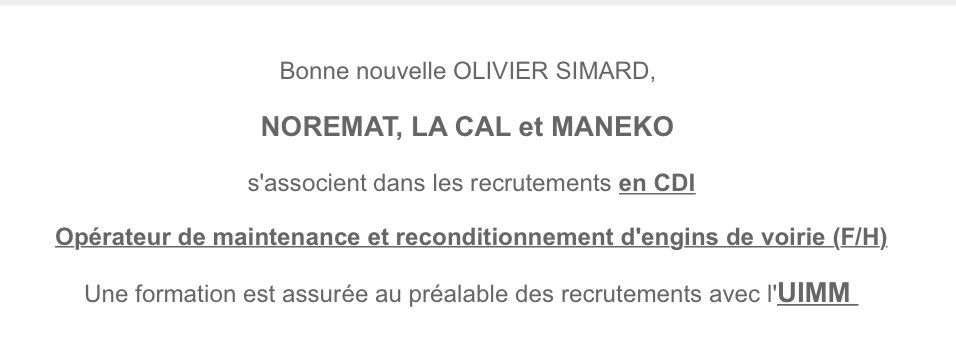 Bonne nouvelle OLIVIER SIMARD,
NOREMAT, LA CAL et MANEKO
s'associent dans les recrutements en CDI
Opérateur de maintenance et reconditionnement d'engins de voirie (F/H)
Une formation est assurée au préalable des recrutements avec l'UIMM